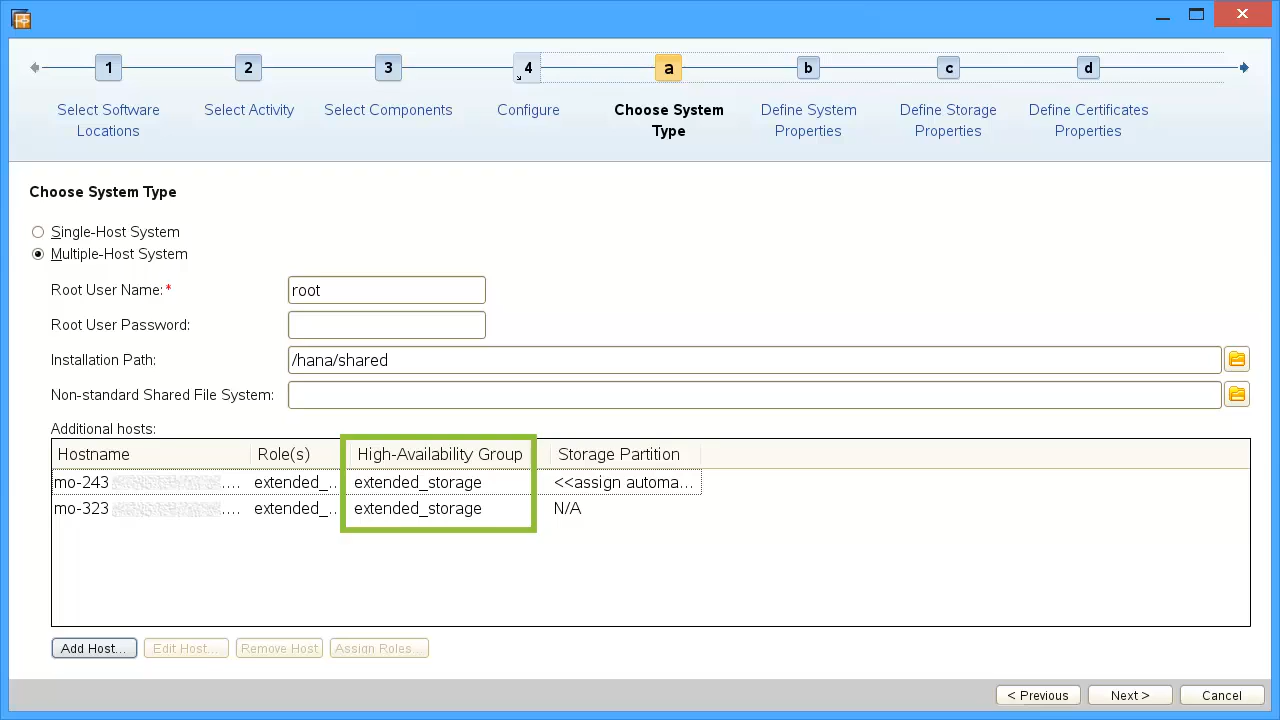 1 2 3 4 a b c d
Select Software Locations
Select Activity
Select Components
Configure
Choose System Type
Define System Properties
Define Storage Properties
Define Certificates Properties
Choose System Type
Single-Host System
Multiple-Host System
Root User Name:* root
Root User Password:
Installation Path: /hana/shared
Non-standard Shared File System:
Additional hosts:
Hostname Role(s) High-Availability Group Storage Partition
mo-243 .... extended_... extended_storage <<assign automa...
mo-323 .... extended_... extended_storage N/A
Add Host... Edit Host... Remove Host Assign Roles...
< Previous Next > Cancel